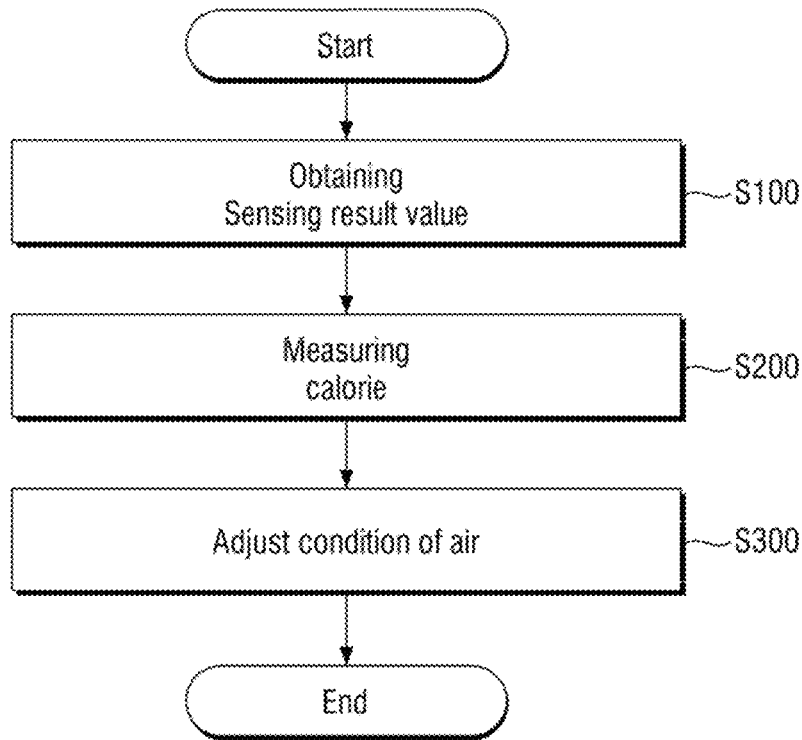 Start
Obtaining
Sensing result value
S100
Measuring
calorie
S200
Adjust condition of air
S300
End